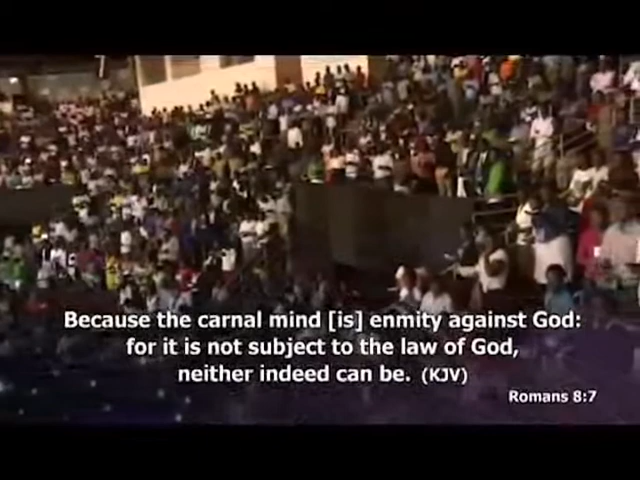 Because the carnal mind [is] enmity against God:
for it is not subject to the law of God,
neither indeed can be. (KJV)
Romans 8:7